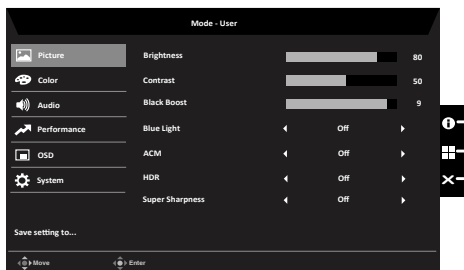 Mode - User
Picture
Brightness 80
Color
Contrast 50
Audio
Black Boost 9
Performance
Blue Light Off
OSD
ACM Off
System
HDR Off
Super Sharpness Off
Save setting to...
Move Enter